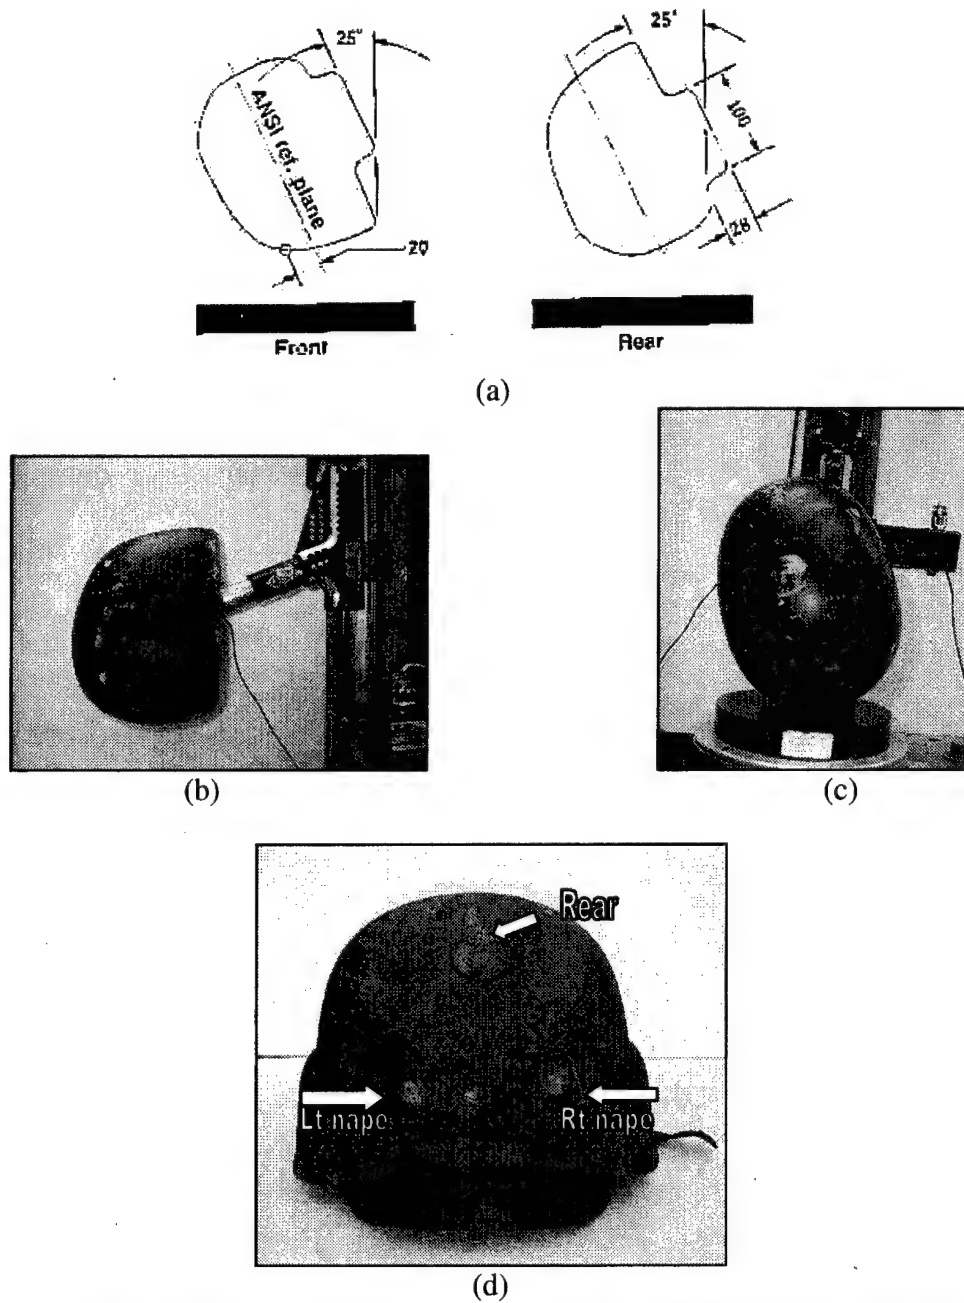 25°
25°
ANSI ref. plane
100
20
28
Front
Rear
(a)
(b)
(c)
Rear
Lt nape
Rt nape
(d)